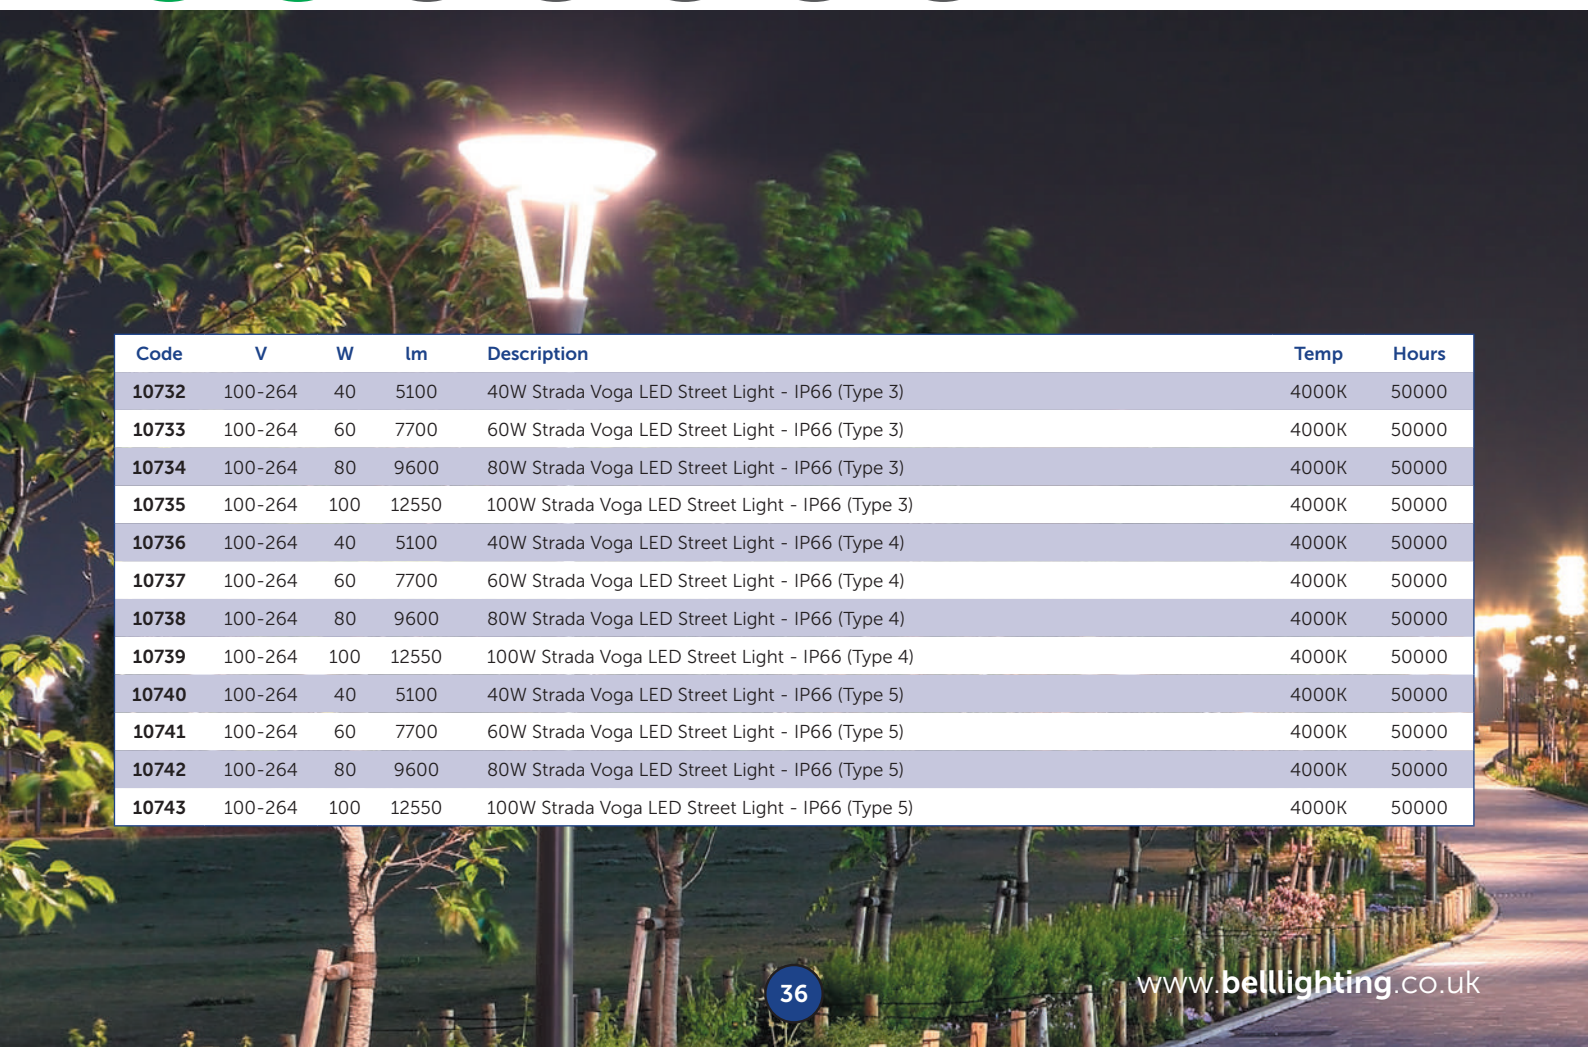 Code V W lm Description Temp Hours
10732 100-264 40 5100 40W Strada Voga LED Street Light - IP66 (Type 3) 4000K 50000
10733 100-264 60 7700 60W Strada Voga LED Street Light - IP66 (Type 3) 4000K 50000
10734 100-264 80 9600 80W Strada Voga LED Street Light - IP66 (Type 3) 4000K 50000
10735 100-264 100 12550 100W Strada Voga LED Street Light - IP66 (Type 3) 4000K 50000
10736 100-264 40 5100 40W Strada Voga LED Street Light - IP66 (Type 4) 4000K 50000
10737 100-264 60 7700 60W Strada Voga LED Street Light - IP66 (Type 4) 4000K 50000
10738 100-264 80 9600 80W Strada Voga LED Street Light - IP66 (Type 4) 4000K 50000
10739 100-264 100 12550 100W Strada Voga LED Street Light - IP66 (Type 4) 4000K 50000
10740 100-264 40 5100 40W Strada Voga LED Street Light - IP66 (Type 5) 4000K 50000
10741 100-264 60 7700 60W Strada Voga LED Street Light - IP66 (Type 5) 4000K 50000
10742 100-264 80 9600 80W Strada Voga LED Street Light - IP66 (Type 5) 4000K 50000
10743 100-264 100 12550 100W Strada Voga LED Street Light - IP66 (Type 5) 4000K 50000
www.belllighting.co.uk
36